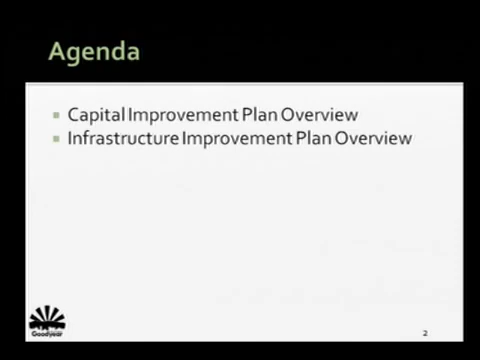 Agenda
Capital Improvement Plan Overview
Infrastructure Improvement Plan Overview
Goodyear
2